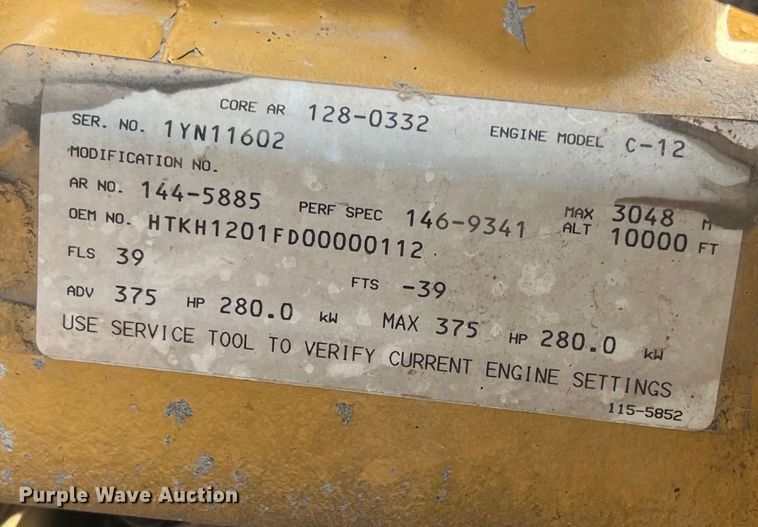 CORE AR 128-0332
SER. NO. 1YN11602 ENGINE MODEL C-12
MODIFICATION NO.
AR NO. 144-5885 PERF SPEC 146-9341 MAX 3048 M
OEM NO. HTKH1201FD00000112 ALT 10000 FT
FLS 39 FTS -39
ADV 375 HP 280.0 kW MAX 375 HP 280.0 kW
USE SERVICE TOOL TO VERIFY CURRENT ENGINE SETTINGS
115-5852
Purple Wave Auction